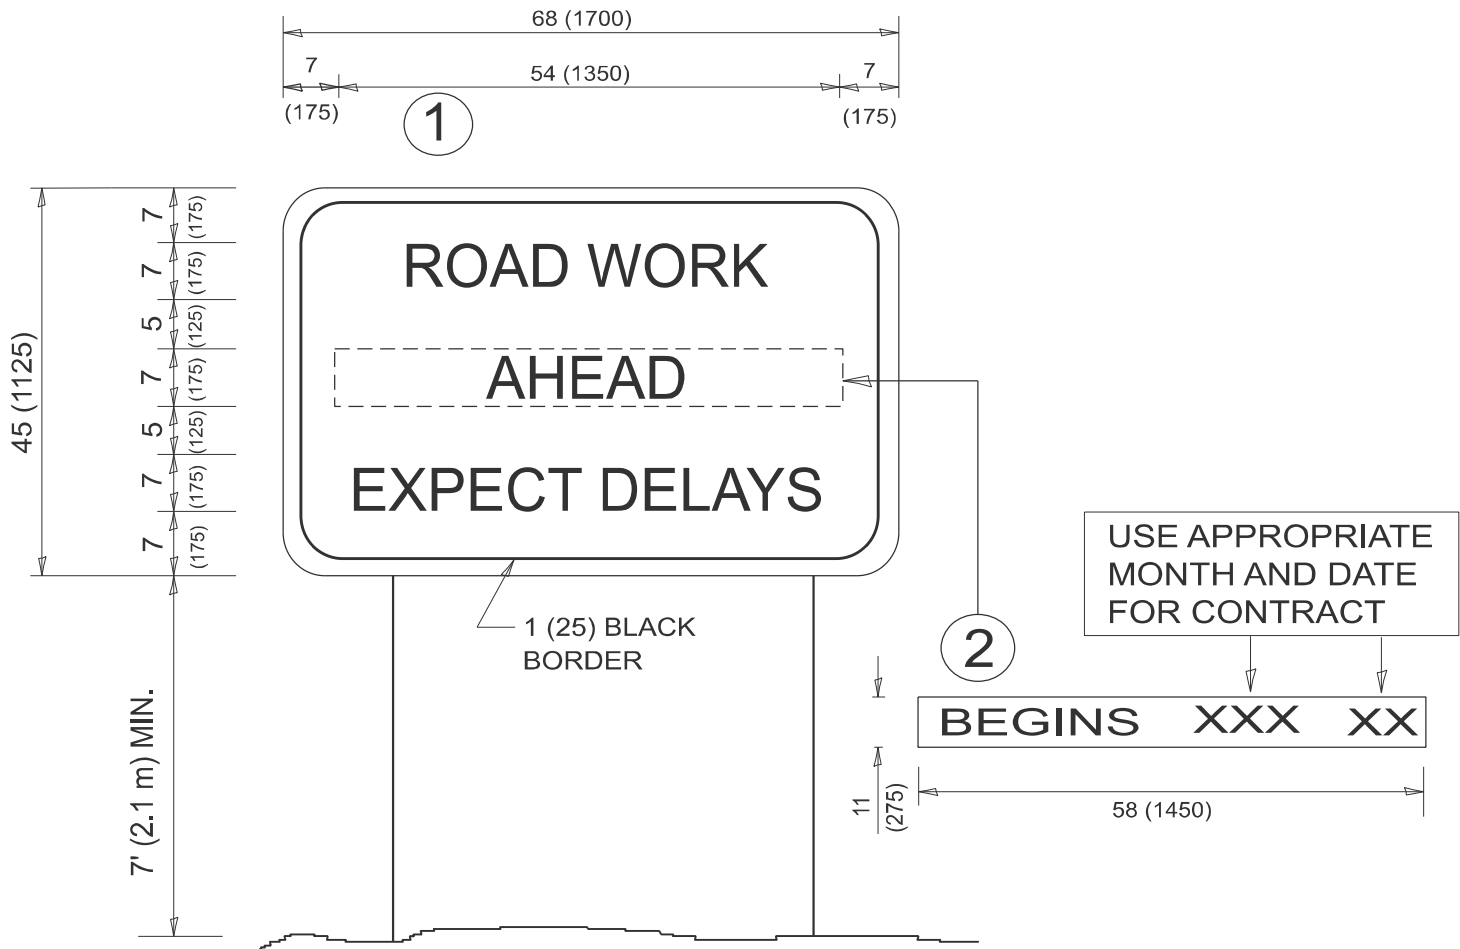 68 (1700)
7
54 (1350)
7
(175)
(175)
1
45 (1125)
7
(175)
7
(175)
5
(125)
7
(175)
5
(125)
7
(175)
7
(175)
ROAD WORK
AHEAD
EXPECT DELAYS
1 (25) BLACK
BORDER
7' (2.1 m) MIN.
2
USE APPROPRIATE
MONTH AND DATE
FOR CONTRACT
BEGINS XXX XX
11
(275)
58 (1450)